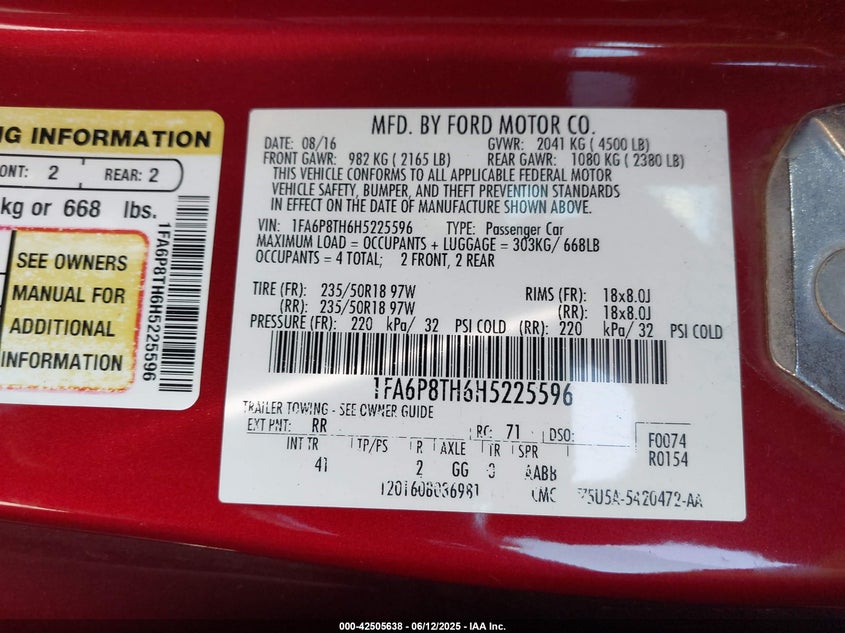 NG INFORMATION
ONT: 2 REAR: 2
kg or 668 lbs.
SEE OWNERS
MANUAL FOR
ADDITIONAL
INFORMATION
1FA6P8TH6H5225596
MFD. BY FORD MOTOR CO.
DATE: 08/16 GVWR: 2041 KG ( 4500 LB)
FRONT GAWR: 982 KG ( 2165 LB) REAR GAWR: 1080 KG ( 2380 LB)
THIS VEHICLE CONFORMS TO ALL APPLICABLE FEDERAL MOTOR
VEHICLE SAFETY, BUMPER, AND THEFT PREVENTION STANDARDS
IN EFFECT ON THE DATE OF MANUFACTURE SHOWN ABOVE.
VIN: 1FA6P8TH6H5225596 TYPE: Passenger Car
MAXIMUM LOAD = OCCUPANTS + LUGGAGE = 303KG/ 668LB
OCCUPANTS = 4 TOTAL; 2 FRONT, 2 REAR
TIRE (FR): 235/50R18 97W RIMS (FR): 18x8.0J
(RR): 235/50R18 97W (RR): 18x8.0J
PRESSURE (FR): 220 kPa/ 32 PSI COLD (RR): 220 kPa/ 32 PSI COLD
1FA6P8TH6H5225596
TRAILER TOWING - SEE OWNER GUIDE
EXT PNT: RR RC: 71 DSO: F0074
R0154
INT TR TP/PS R AXLE TR SPR
41 2 GG AABB
5U5A-5420472-AA
000-42505638 - 06/12/2025 - IAA Inc.